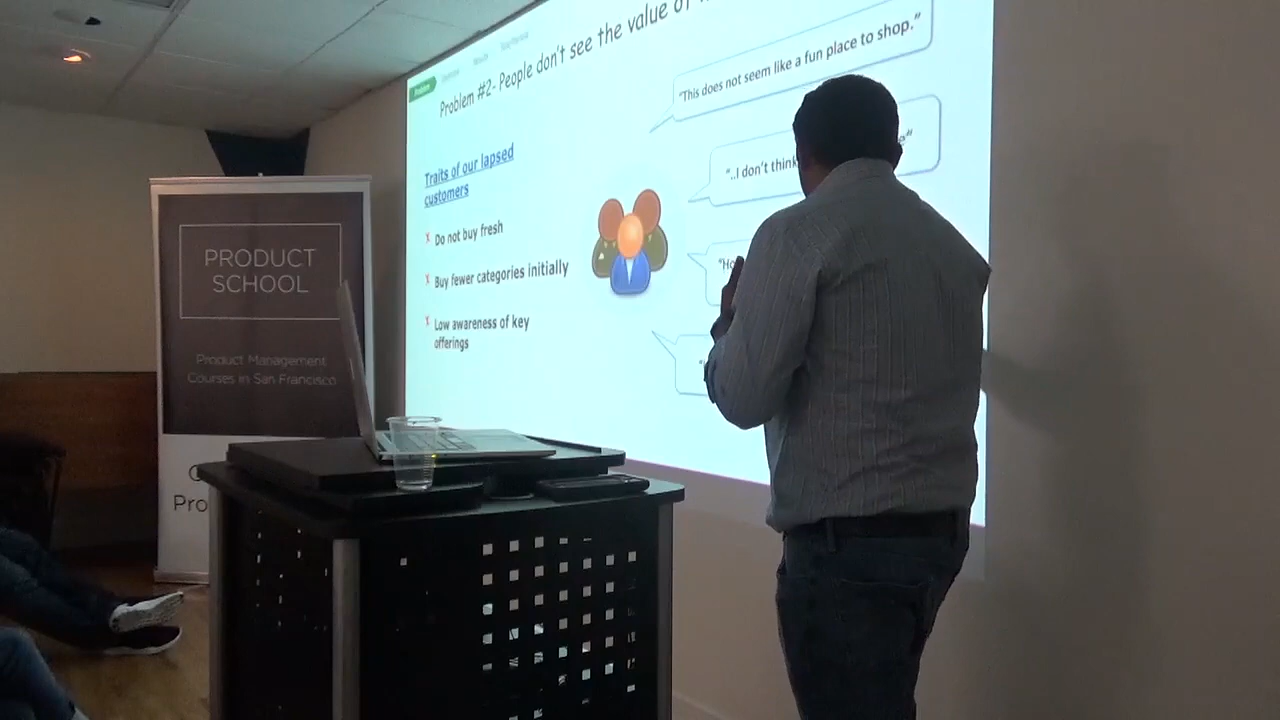 Problem
Problem #2- People don't see the value of
"This does not seem like a fun place to shop."
"..I don't think
Traits of our lapsed
customers
"Ho
x Do not buy fresh
x Buy fewer categories initially
x Low awareness of key
offerings
PRODUCT
SCHOOL
Product Management
Courses in San Francisco
Pro